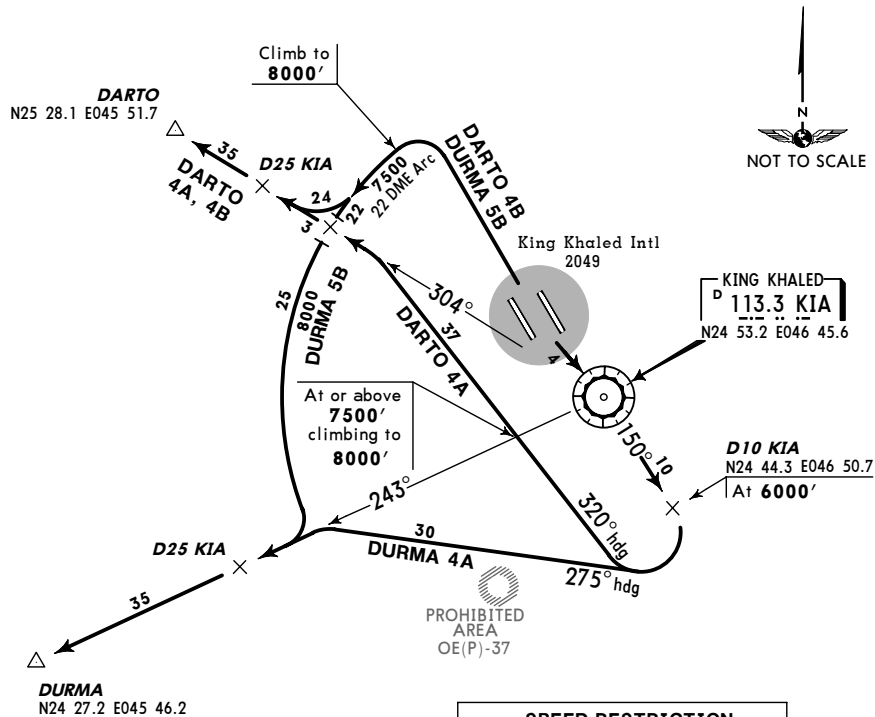 Climb to
8000′
DARTO
N25 28.1 E045 51.7
N
NOT TO SCALE
35
D25 KIA
DARTO
4A, 4B
24
3
22
7500
22 DME Arc
DARTO 4B
DURMA 5B
King Khaled Intl
2049
KING KHALED
D 113.3 KIA
N24 53.2 E046 45.6
304°
37
DARTO 4A
4
25
8000
DURMA 5B
At or above
7500′
climbing to
8000′
150°
10
D10 KIA
N24 44.3 E046 50.7
At 6000′
243°
320° hdg
D25 KIA
30
DURMA 4A
275° hdg
35
PROHIBITED
AREA
OE(P)-37
DURMA
N24 27.2 E045 46.2
SPEED RESTRICTION